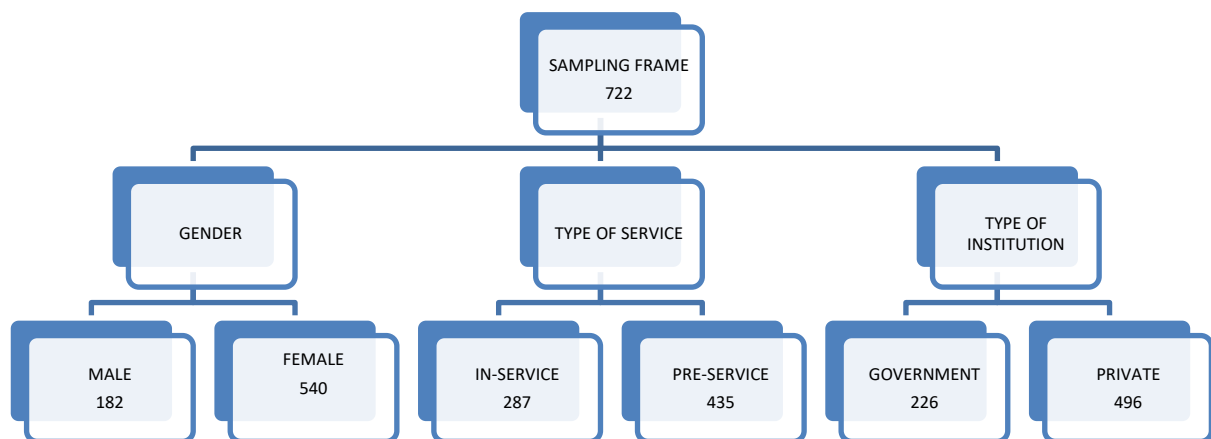 SAMPLING FRAME
722
GENDER
TYPE OF SERVICE
TYPE OF
INSTITUTION
MALE
182
FEMALE
540
IN-SERVICE
287
PRE-SERVICE
435
GOVERNMENT
226
PRIVATE
496